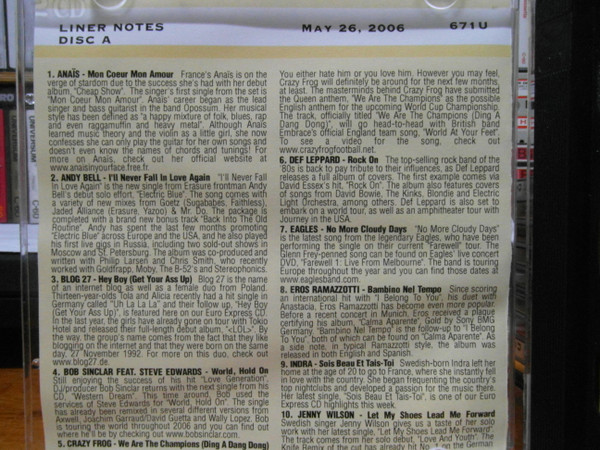 2CD
LINER NOTES
DISC A
MAY 26, 2006
671U
1. ANAÏS - Mon Coeur Mon Amour France's Anaïs is on the
verge of stardom due to the success she's had with her debut
album, "Cheap Show". The singer's first single from the set is
"Mon Coeur Mon Amour". Anaïs' career began as the lead
singer and bass guitarist in the band Opossum. Her musical
style has been defined as "a happy mixture of folk, blues, rap
and even raggamuffin and heavy metal". Although Anaïs
learned music theory and the violin as a little girl, she now
confesses she can only play the guitar for her own songs and
doesn't even know the names of chords and tunings! For
more on Anaïs, check out her official website at
www.anaisinyourface.free.fr.
2. ANDY BELL - I'll Never Fall In Love Again "I'll Never Fall
In Love Again" is the new single from Erasure frontman Andy
Bell's debut solo effort, "Electric Blue". The song comes with
a variety of new mixes from Goetz (Sugababes, Faithless),
Jaded Alliance (Erasure, Yazoo) & Mr. Do. The package is
completed with a brand new bonus track "Back Into The Old
Routine". Andy has spent the last few months promoting
"Electric Blue" across Europe and the USA, and he also played
his first live gigs in Russia, including two sold-out shows in
Moscow and St. Petersburg. The album was co-produced and
written with Philip Larsen and Chris Smith, who recently
worked with Goldfrapp, Moby, The B-52's and Stereophonics.
3. BLOG 27 - Hey Boy (Get Your Ass Up) Blog 27 is the name
of an internet blog as well as a female duo from Poland.
Thirteen-year-olds Tola and Alicia recently had a hit single in
Germany called "Uh La La La" and their follow up, "Hey Boy
(Get Your Ass Up)", is featured here on our Euro Express CD!
In the last year, the girls have already gone on tour with Tokio
Hotel and released their full-length debut album, "<LOL>". By
the way, the group's name comes from the fact that they like
blogging on the internet and that they were born on the same
day, 27 November 1992. For more on this duo, check out
www.blog27.de.
4. BOB SINCLAR FEAT. STEVE EDWARDS - World, Hold On
Still enjoying the success of his hit "Love Generation",
DJ/producer Bob Sinclar returns with the next single from his
CD, "Western Dream". This time around, Bob used the
services of Steve Edwards for "World, Hold On". The single
has already been remixed in several different versions from
Axwell, Joachim Garraud/David Guetta and Wally Lopez. Bob
is touring the world throughout 2006 and you can find out
where he'll be by checking out www.bobsinclar.com.
5. CRAZY FROG - We Are The Champions (Ding A Dang Dong)
You either hate him or you love him. However you may feel,
Crazy Frog will definitely be around for the next few months,
at least. The masterminds behind Crazy Frog have submitted
the Queen anthem, "We Are The Champions" as the possible
English anthem for the upcoming World Cup Championship.
The track, officially titled "We Are The Champions (Ding A
Dang Dong)", will go head-to-head with British band
Embrace's official England team song, "World At Your Feet".
To see a video for the song, check out
www.crazyfrogfootball.net.
6. DEF LEPPARD - Rock On The top-selling rock band of the
'80s is back to pay tribute to their influences, as Def Leppard
releases a full album of covers. The first example comes via
David Essex's hit, "Rock On". The album also features covers
of songs from David Bowie, The Kinks, Blondie and Electric
Light Orchestra, among others. Def Leppard is also set to
embark on a world tour, as well as an amphitheater tour with
Journey in the USA.
7. EAGLES - No More Cloudy Days "No More Cloudy Days"
is the latest song from the legendary Eagles, who have been
performing the single on their current "Farewell" tour. The
Glenn Frey-penned song can be found on Eagles' live concert
DVD, "Farewell 1: Live From Melbourne". The band is touring
Europe throughout the year and you can find those dates at
www.eaglesband.com.
8. EROS RAMAZZOTTI - Bambino Nel Tempo Since scoring
an international hit with "I Belong To You", his duet with
Anastacia, Eros Ramazzotti has become even more popular.
Before a recent concert in Munich, Eros received a plaque
certifying his album, "Calma Aparente" Gold by Sony BMG
Germany. "Bambino Nel Tempo" is the follow-up to "I Belong
To You", both of which can be found on "Calma Aparente". As
a side note, in typical Ramazzotti style, the album was
released in both English and Spanish.
9. INDRA - Sois Beau Et Tais-Toi Swedish-born Indra left her
home at the age of 20 to go to France, where she instantly fell
in love with the country. She began frequenting the country's
top nightclubs and developed a passion for the music there.
Her latest single, "Sois Beau Et Tais-Toi", is one of our Euro
Express CD highlights this week.
10. JENNY WILSON - Let My Shoes Lead Me Forward
Swedish singer Jenny Wilson gives us a taste of her solo
work with her latest single, "Let My Shoes Lead Me Forward".
The track comes from her solo debut, "Love And Youth". The
Knife Remix of the cut has already hit No. 1 on the German